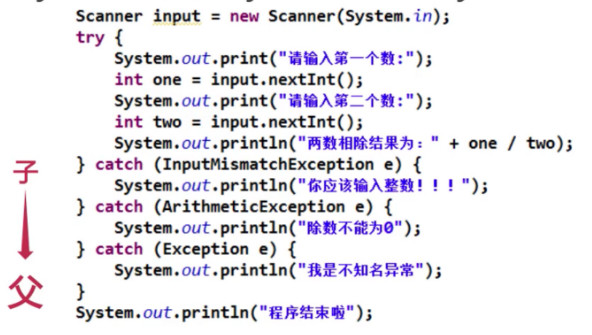 Scanner input = new Scanner(System.in);
try {
System.out.print("请输入第一个数:");
int one = input.nextInt();
System.out.print("请输入第二个数:");
int two = input.nextInt();
System.out.println("两数相除结果为：" + one / two);
} catch (InputMismatchException e) {
System.out.println("你应该输入整数！！！");
} catch (ArithmeticException e) {
System.out.println("除数不能为0");
} catch (Exception e) {
System.out.println("我是不知名异常");
}
System.out.println("程序结束啦");
子
父